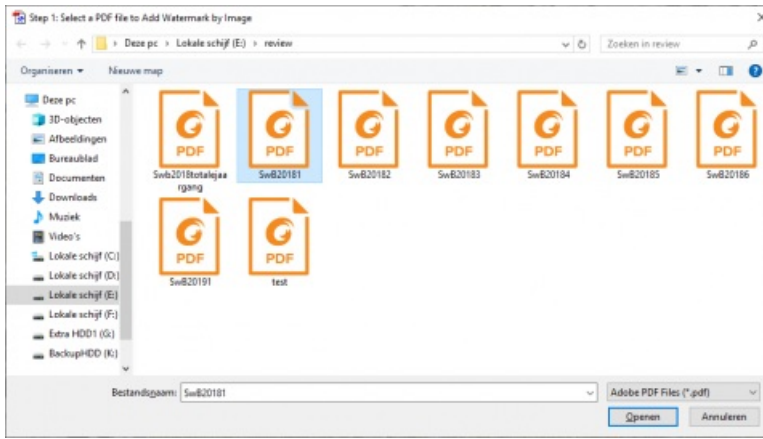 Step 1: Select a PDF file to Add Watermark by Image
Deze pc > Lokale schijf (E:) > review
Zoeken in review
Organiseren
Nieuwe map
Deze pc
3D-objecten
Afbeeldingen
Bureaublad
Documenten
Downloads
Muziek
Video's
Lokale schijf (C:)
Lokale schijf (D:)
Lokale schijf (E:)
Lokale schijf (F:)
Extra HDD1 (G:)
BackupHDD (K:)
PDF PDF PDF PDF PDF PDF PDF
Swb2018totalejaa
rgang
SwB20181
SwB20182
SwB20183
SwB20184
SwB20185
SwB20186
PDF PDF
SwB20191
test
Bestandsnaam: SwB20181
Adobe PDF Files (*.pdf)
Openen
Annuleren